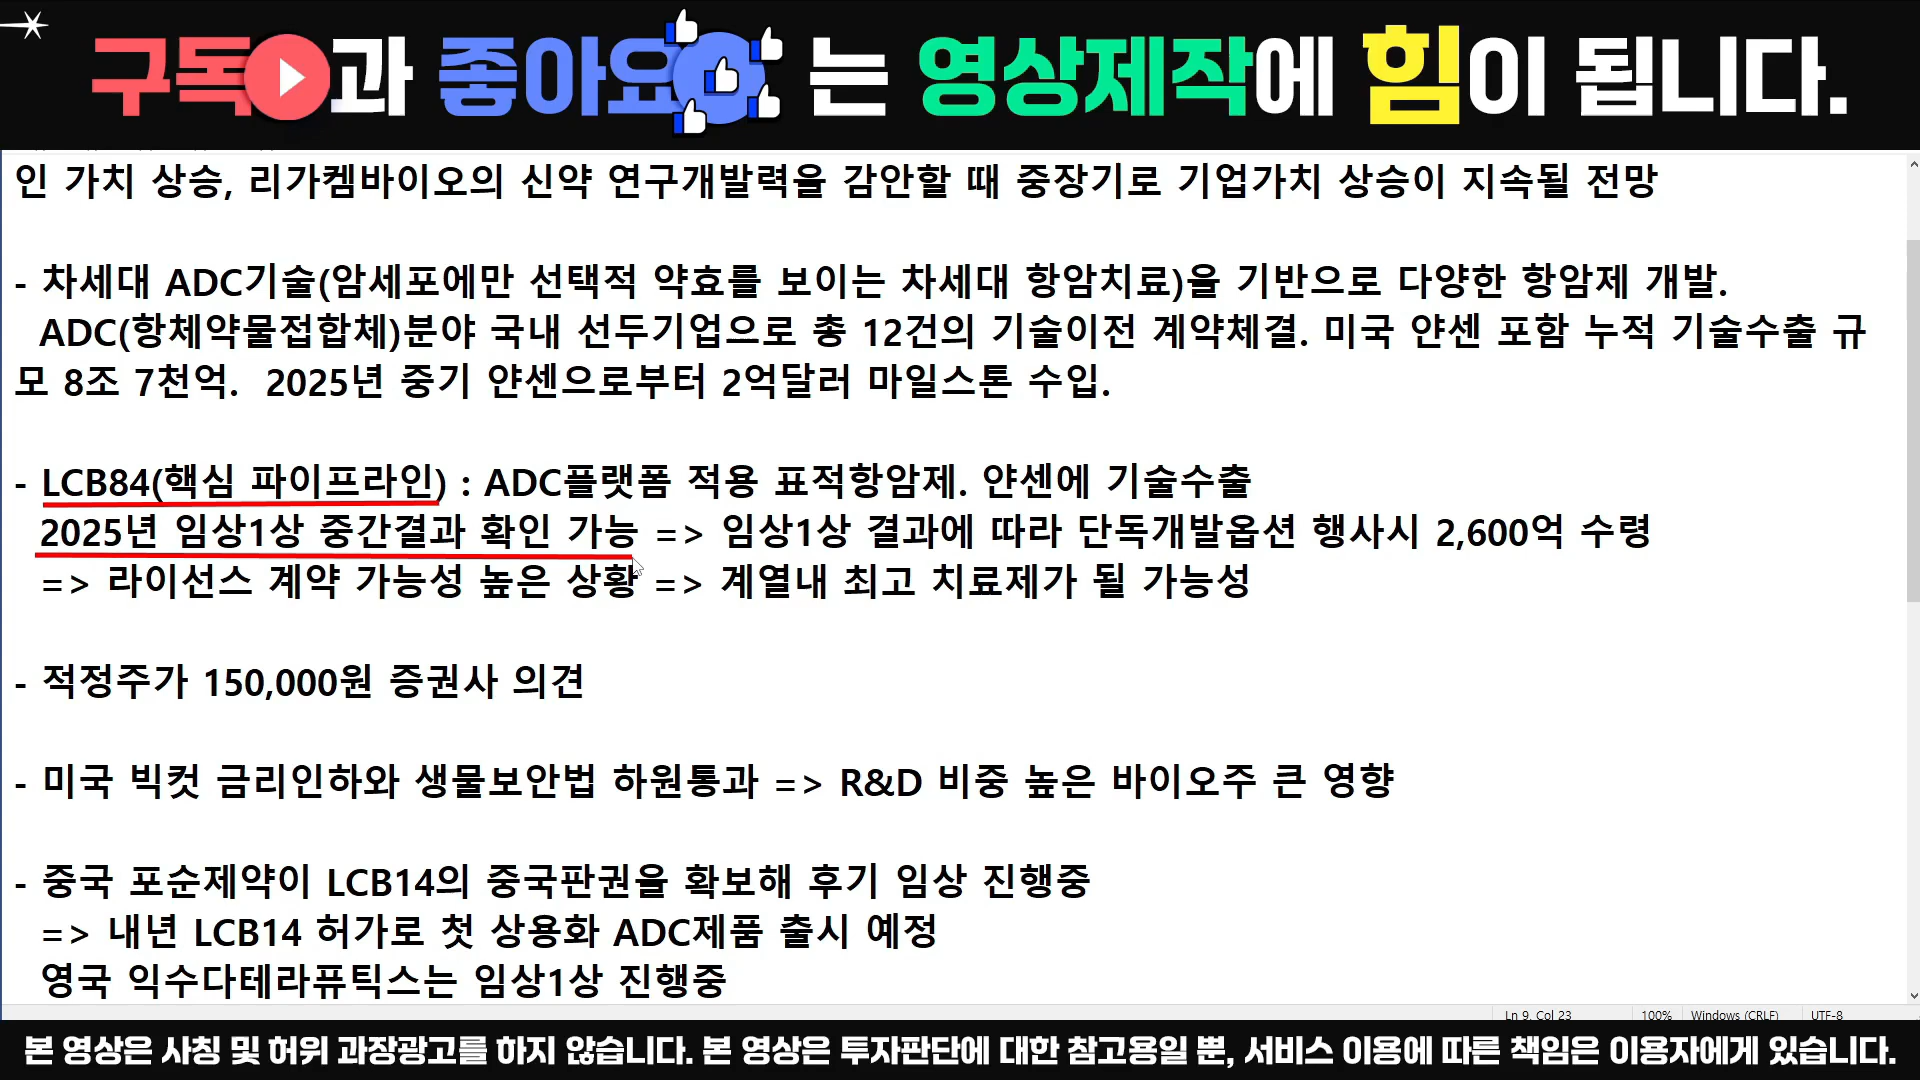 구독과 좋아요 는 영상제작에 힘이 됩니다.
인 가치 상승, 리가켐바이오의 신약 연구개발력을 감안할 때 중장기로 기업가치 상승이 지속될 전망
- 차세대 ADC기술(암세포에만 선택적 약효를 보이는 차세대 항암치료)을 기반으로 다양한 항암제 개발.
ADC(항체약물접합체)분야 국내 선두기업으로 총 12건의 기술이전 계약체결. 미국 얀센 포함 누적 기술수출 규
모 8조 7천억. 2025년 중기 얀센으로부터 2억달러 마일스톤 수입.
- LCB84(핵심 파이프라인) : ADC플랫폼 적용 표적항암제. 얀센에 기술수출
2025년 임상1상 중간결과 확인 가능 => 임상1상 결과에 따라 단독개발옵션 행사시 2,600억 수령
=> 라이선스 계약 가능성 높은 상황 => 계열내 최고 치료제가 될 가능성
- 적정주가 150,000원 증권사 의견
- 미국 빅컷 금리인하와 생물보안법 하원통과 => R&D 비중 높은 바이오주 큰 영향
- 중국 포순제약이 LCB14의 중국판권을 확보해 후기 임상 진행중
=> 내년 LCB14 허가로 첫 상용화 ADC제품 출시 예정
영국 익수다테라퓨틱스는 임상1상 진행중
Ln 9, Col 23 100% Windows (CRLF) UTF-8
본 영상은 사칭 및 허위 과장광고를 하지 않습니다. 본 영상은 투자판단에 대한 참고용일 뿐, 서비스 이용에 따른 책임은 이용자에게 있습니다.